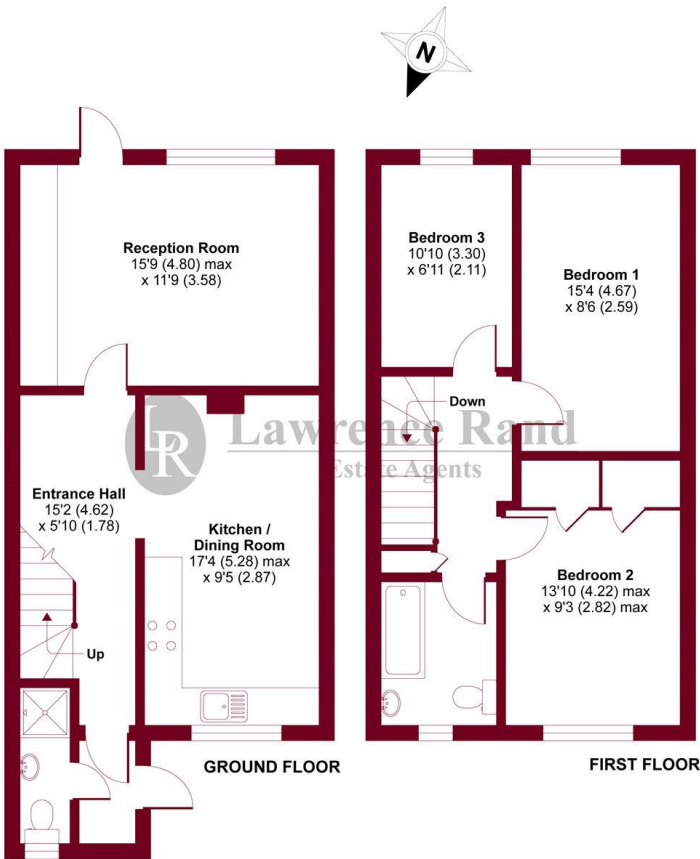 N
Reception Room
15'9 (4.80) max
x 11'9 (3.58)
Bedroom 3
10'10 (3.30)
x 6'11 (2.11)
Bedroom 1
15'4 (4.67)
x 8'6 (2.59)
Down
LR
Lawrence Rand
Estate Agents
Entrance Hall
15'2 (4.62)
x 5'10 (1.78)
Kitchen /
Dining Room
17'4 (5.28) max
x 9'5 (2.87)
Bedroom 2
13'10 (4.22) max
x 9'3 (2.82) max
Up
GROUND FLOOR
FIRST FLOOR